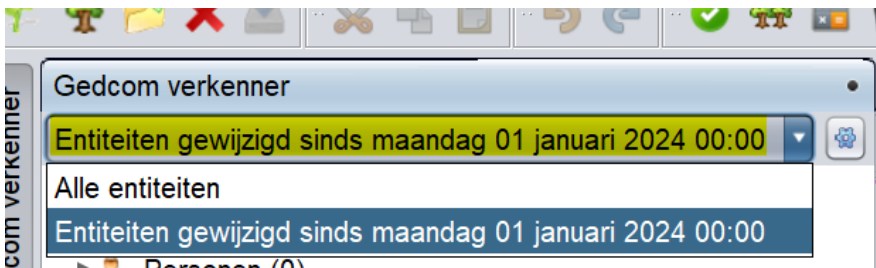 Gedcom verkenner
Entiteiten gewijzigd sinds maandag 01 januari 2024 00:00
Alle entiteiten
Entiteiten gewijzigd sinds maandag 01 januari 2024 00:00
Personen (0)
com verkenner